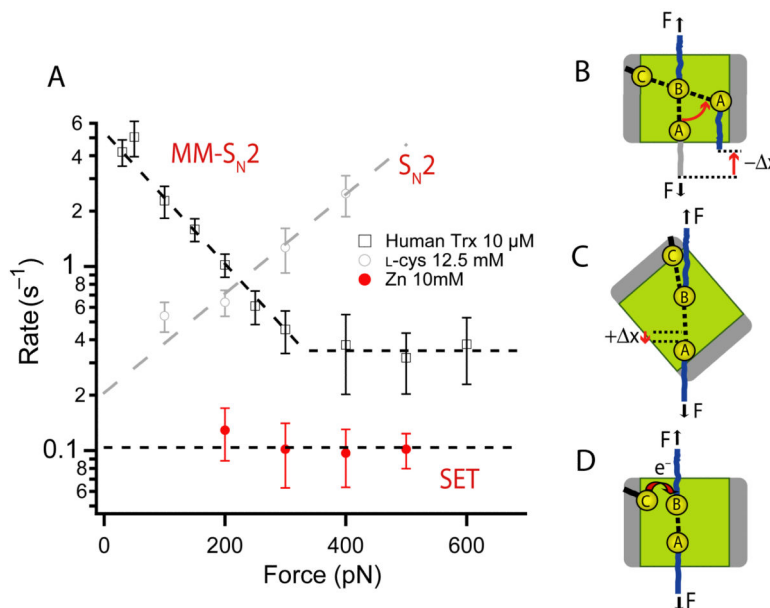 A
MM-SN2
SN2
Human Trx 10 µM
L-cys 12.5 mM
Zn 10mM
SET
Rate (s⁻¹)
6
4
2
1
8
6
4
2
0.1
8
6
0
200
400
600
Force (pN)
B
F
C
B
A
A
−Δx
F
C
F
C
B
+Δx
A
F
D
F
e⁻
C
B
A
F